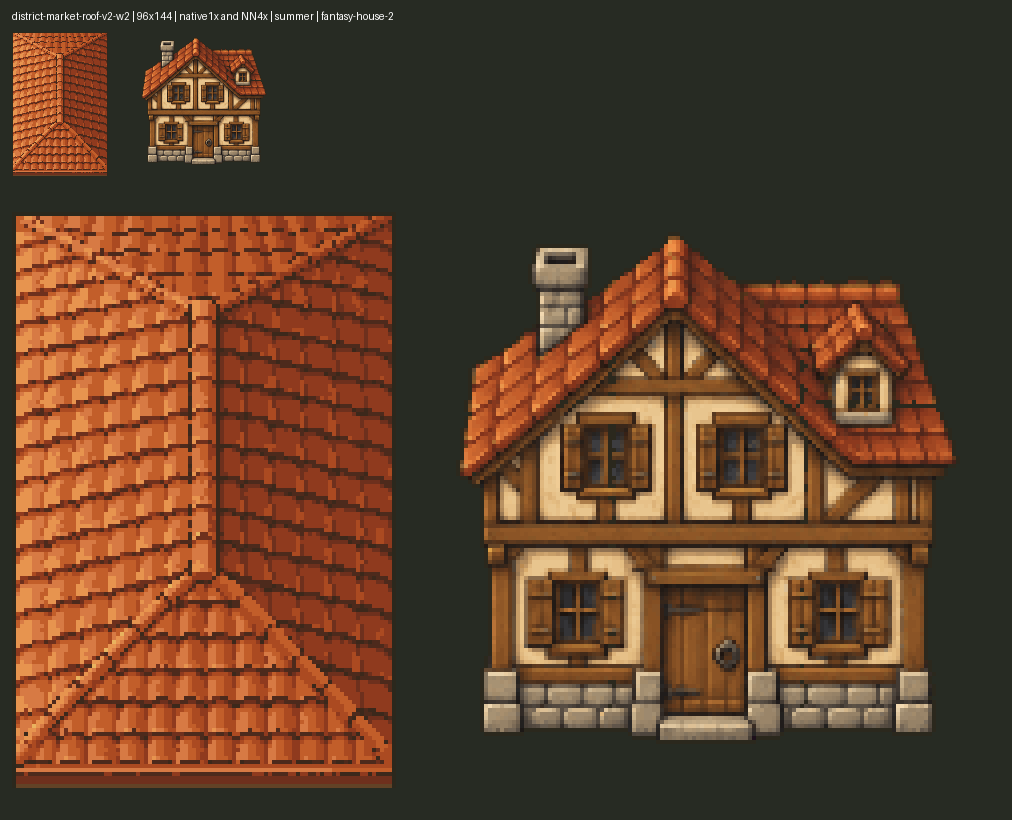 district-market-roof-v2-w2 | 96x144 | native1x and NN4x | summer | fantasy-house-2